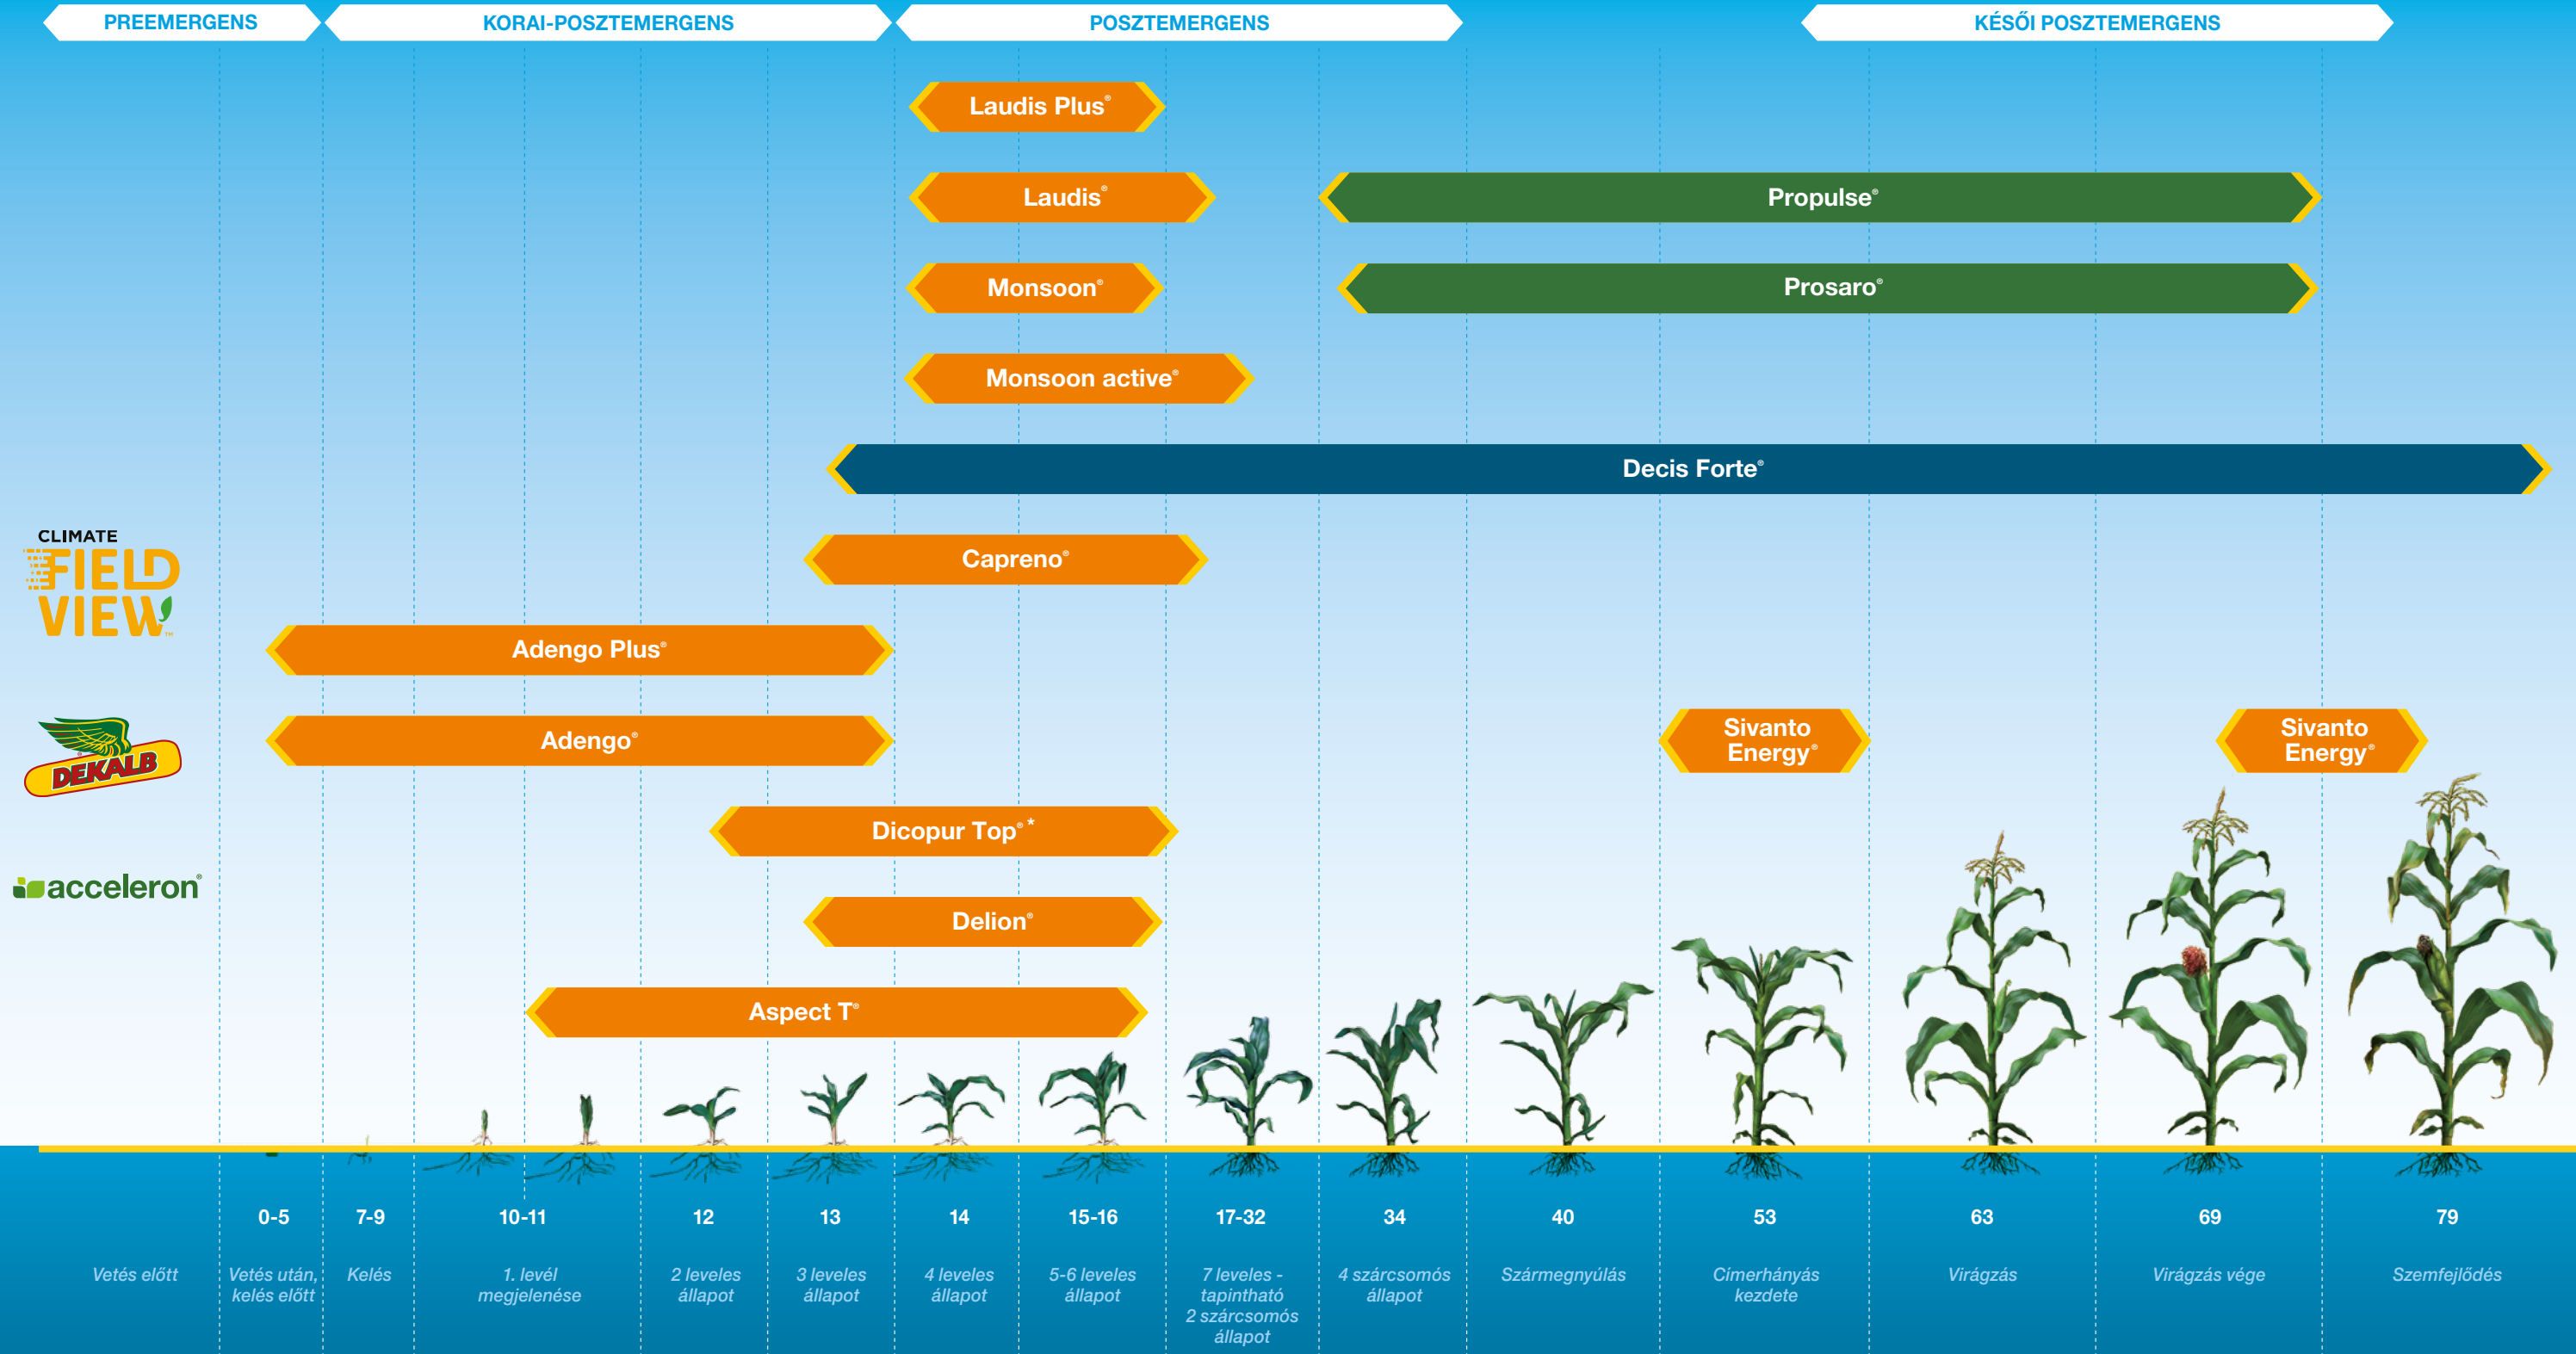 PREEMERGENS
KORAI-POSZTEMERGENS
POSZTEMERGENS
KÉSŐI POSZTEMERGENS
Laudis Plus®
Laudis®
Propulse®
Monsoon®
Prosaro®
Monsoon active®
Decis Forte®
CLIMATE
FIELD
VIEW™
Capreno®
Adengo Plus®
DEKALB®
Adengo®
Sivanto
Energy®
Sivanto
Energy®
Dicopur Top®*
acceleron®
Delion®
Aspect T®
0-5
7-9
10-11
12
13
14
15-16
17-32
34
40
53
63
69
79
Vetés előtt
Vetés után,
kelés előtt
Kelés
1. levél
megjelenése
2 leveles
állapot
3 leveles
állapot
4 leveles
állapot
5-6 leveles
állapot
7 leveles -
tapintható
2 szárcsomós
állapot
4 szárcsomós
állapot
Szármegnyúlás
Címerhányás
kezdete
Virágzás
Virágzás vége
Szemfejlődés